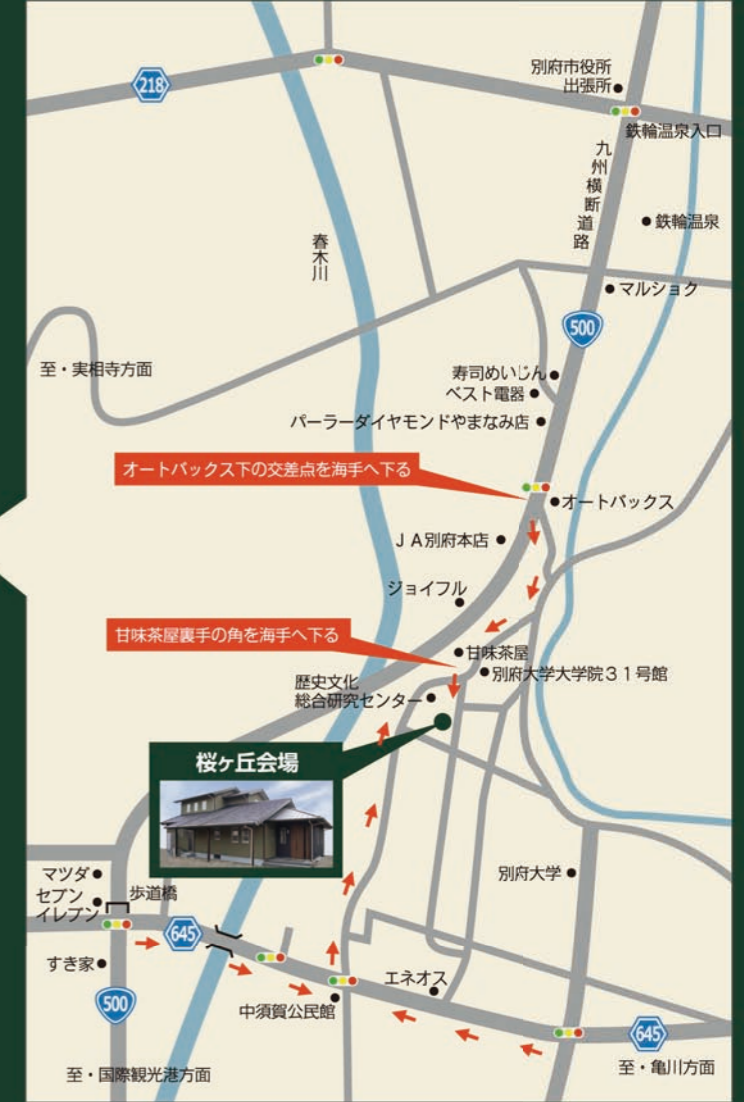 218
別府市役所
出張所
鉄輪温泉入口
九州横断道路
鉄輪温泉
春木川
マルショク
500
至・実相寺方面
寿司めいじん
ベスト電器
パーラーダイヤモンドやまなみ店
オートバックス下の交差点を海手へ下る
オートバックス
ＪＡ別府本店
ジョイフル
甘味茶屋裏手の角を海手へ下る
甘味茶屋
別府大学大学院３１号館
歴史文化
総合研究センター
桜ヶ丘会場
マツダ
セブン
イレブン
歩道橋
別府大学
645
すき家
500
中須賀公民館
エネオス
645
至・国際観光港方面
至・亀川方面